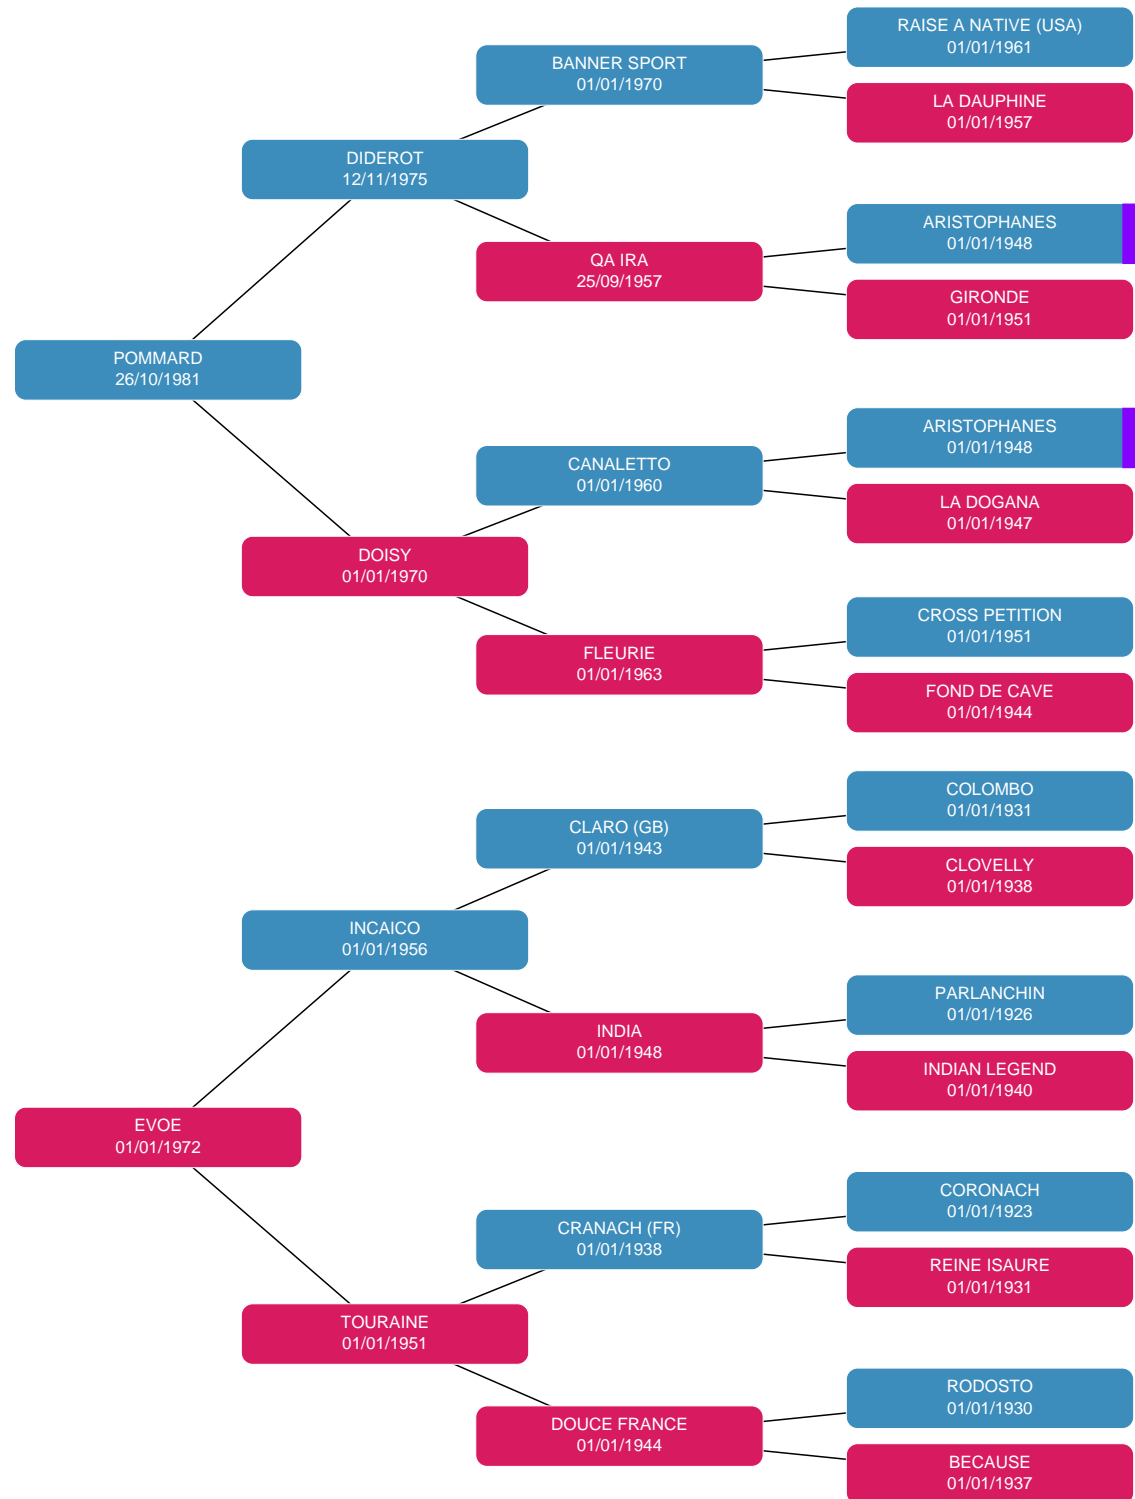 RAISE A NATIVE (USA)
01/01/1961
BANNER SPORT
01/01/1970
LA DAUPHINE
01/01/1957
DIDEROT
12/11/1975
ARISTOPHANES
01/01/1948
QA IRA
25/09/1957
GIRONDE
01/01/1951
POMMARD
26/10/1981
ARISTOPHANES
01/01/1948
CANALETTO
01/01/1960
LA DOGANA
01/01/1947
DOISY
01/01/1970
CROSS PETITION
01/01/1951
FLEURIE
01/01/1963
FOND DE CAVE
01/01/1944
COLOMBO
01/01/1931
CLARO (GB)
01/01/1943
CLOVELLY
01/01/1938
INCAICO
01/01/1956
PARLANCHIN
01/01/1926
INDIA
01/01/1948
INDIAN LEGEND
01/01/1940
EVOE
01/01/1972
CORONACH
01/01/1923
CRANACH (FR)
01/01/1938
REINE ISAURE
01/01/1931
TOURAINE
01/01/1951
RODOSTO
01/01/1930
DOUCE FRANCE
01/01/1944
BECAUSE
01/01/1937